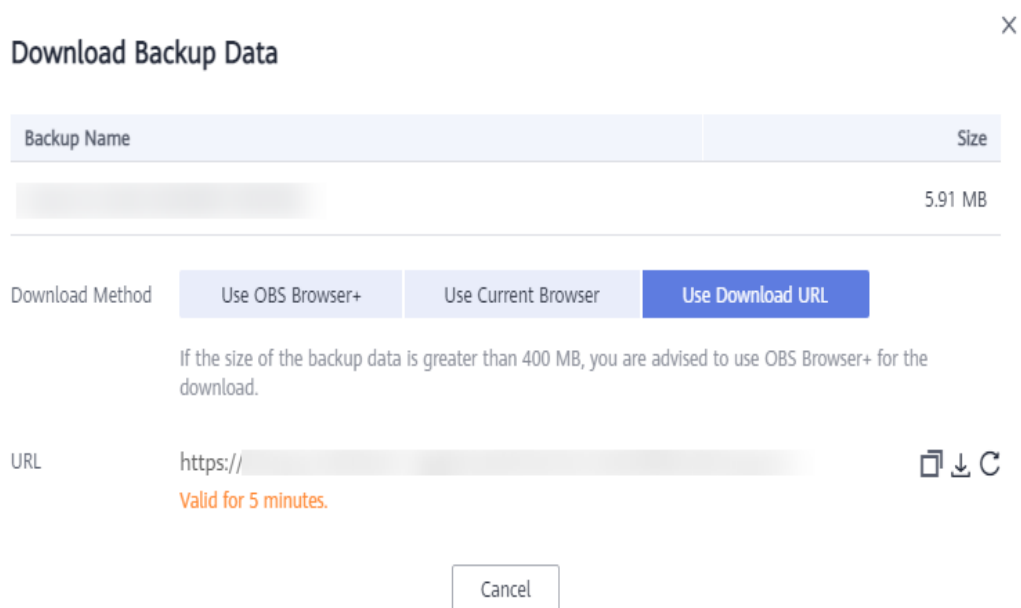 Download Backup Data
Backup Name Size
5.91 MB
Download Method Use OBS Browser+ Use Current Browser Use Download URL
If the size of the backup data is greater than 400 MB, you are advised to use OBS Browser+ for the
download.
URL https://
Valid for 5 minutes.
Cancel